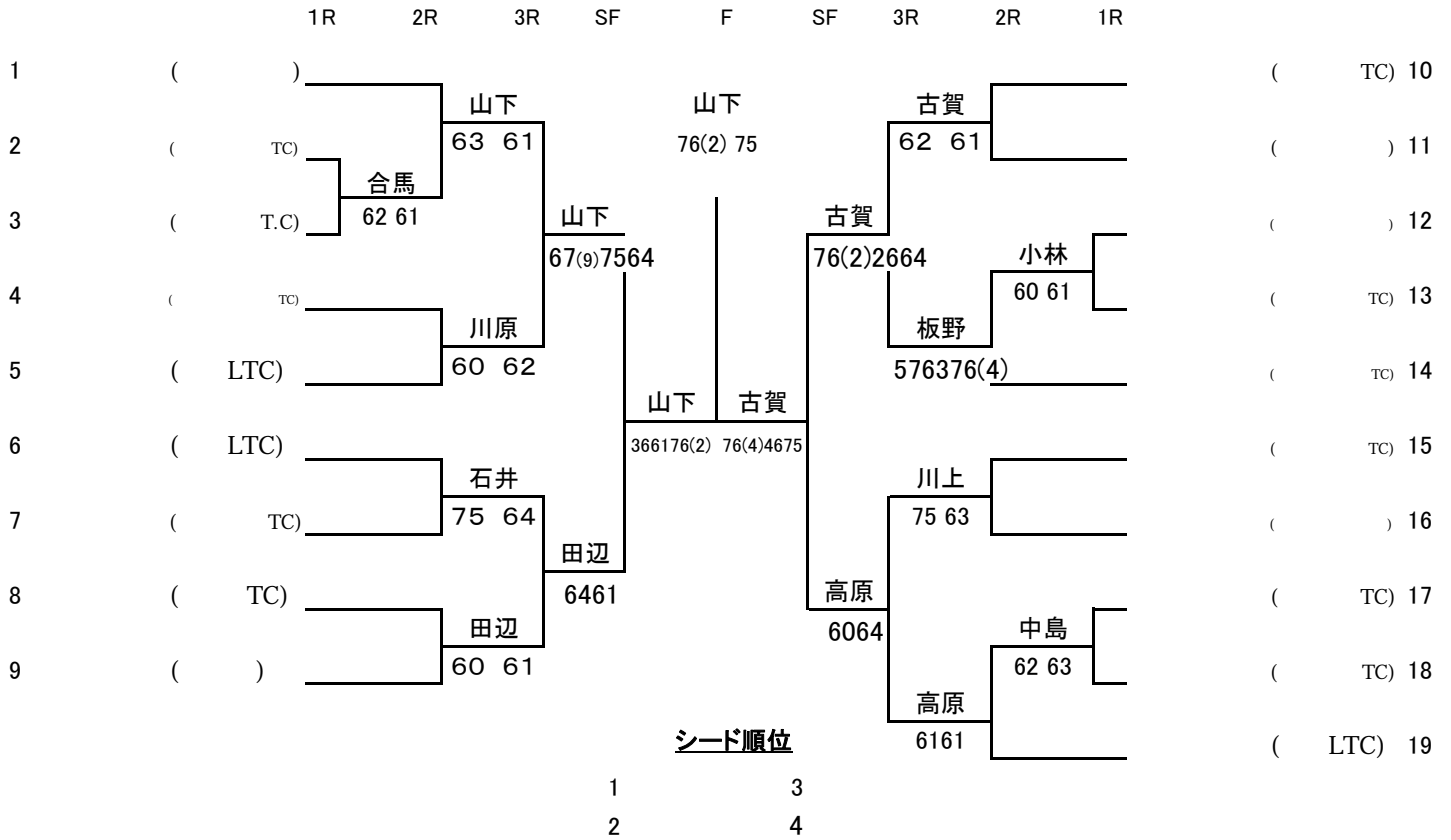 1R 2R 3R SF F SF 3R 2R 1R
1 ( ) ( TC) 10
山下 山下 古賀
2 ( TC) 63 61 76(2) 75 62 61 ( ) 11
合馬
3 ( T.C) 62 61 山下 古賀 ( ) 12
67(9)7564 76(2)2664 小林
4 ( TC) 60 61 ( TC) 13
川原 板野
5 ( LTC) 60 62 576376(4) ( TC) 14
山下 古賀
6 ( LTC) 366176(2) 76(4)4675 ( TC) 15
石井 川上
7 ( TC) 75 64 75 63 ( ) 16
田辺
8 ( TC) 6461 高原 ( TC) 17
田辺 6064 中島
9 ( ) 60 61 62 63 ( TC) 18
高原
シード順位 6161 ( LTC) 19
1 3
2 4